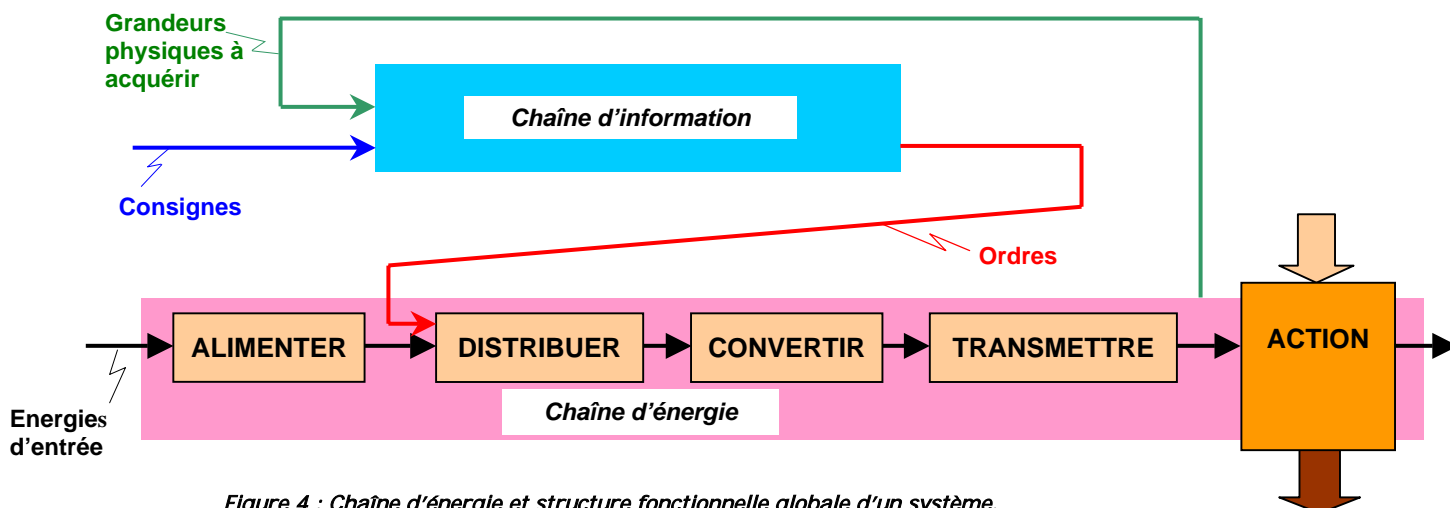 Grandeurs
physiques à
acquérir
Chaîne d’information
Consignes
Ordres
ALIMENTER
DISTRIBUER
CONVERTIR
TRANSMETTRE
ACTION
Chaîne d’énergie
Energies
d’entrée
Figure 4 : Chaîne d’énergie et structure fonctionnelle globale d’un système.